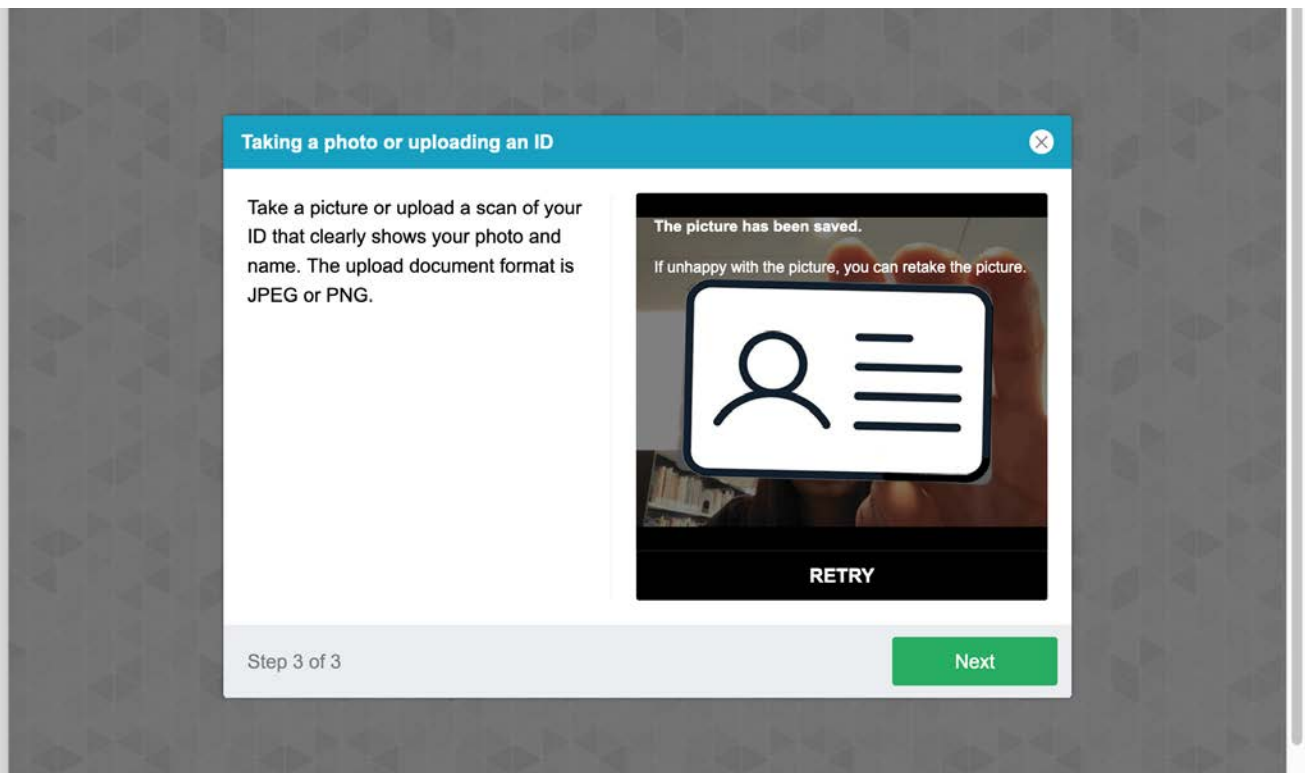 Taking a photo or uploading an ID
Take a picture or upload a scan of your
ID that clearly shows your photo and
name. The upload document format is
JPEG or PNG.
The picture has been saved.
If unhappy with the picture, you can retake the picture.
RETRY
Step 3 of 3
Next